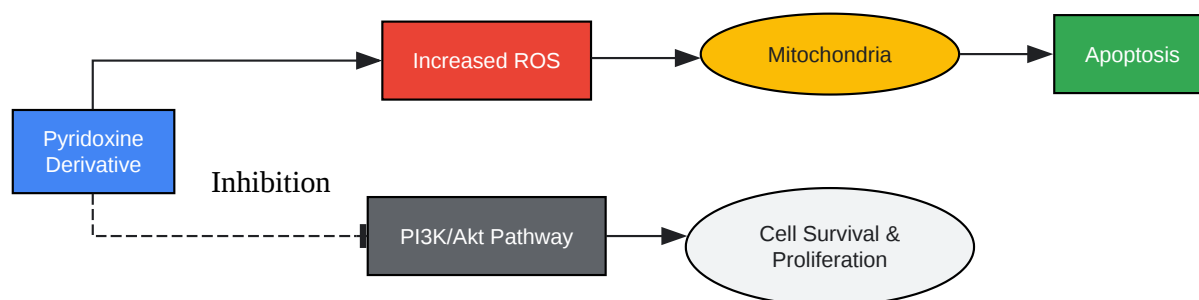 Increased ROS
Mitochondria
Apoptosis
Pyridoxine
Derivative
Inhibition
PI3K/Akt Pathway
Cell Survival &
Proliferation